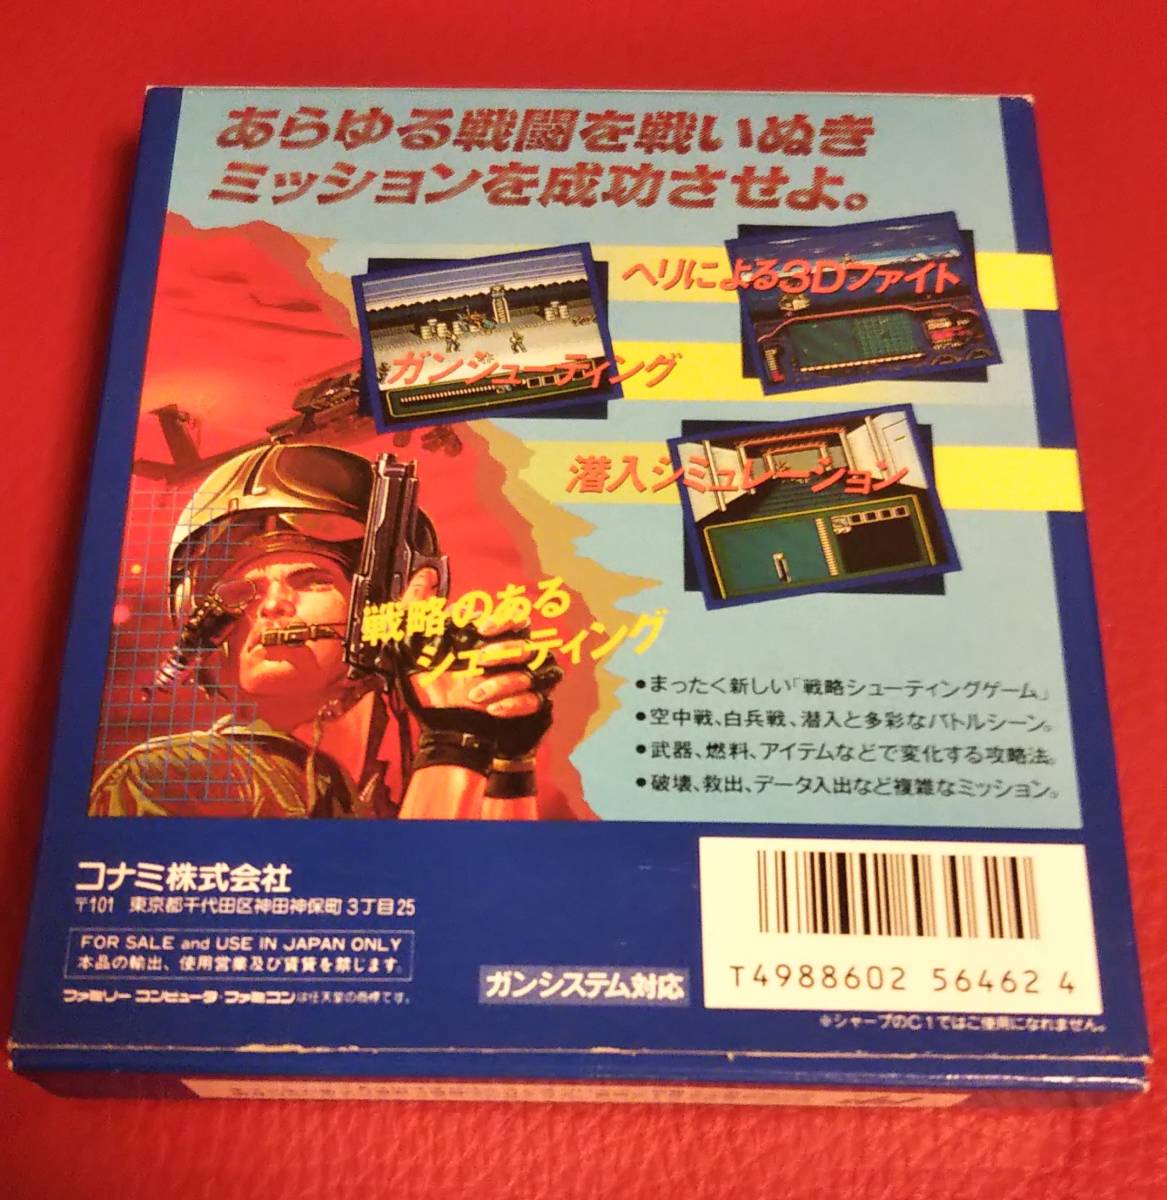 あらゆる戦闘を戦いぬき
ミッションを成功させよ。
ヘリによる3Dファイト
ガンシューティング
潜入シミュレーション
戦略のある
シューティング
●まったく新しい「戦略シューティングゲーム」
●空中戦、白兵戦、潜入と多彩なバトルシーン。
●武器、燃料、アイテムなどで変化する攻略法。
●破壊、救出、データ入出など複雑なミッション。
コナミ株式会社
〒101 東京都千代田区神田神保町3丁目25
FOR SALE and USE IN JAPAN ONLY
本品の輸出、使用営業及び賃貸を禁じます。
ファミリーコンピュータ・ファミコンは任天堂の商標です。
ガンシステム対応
T4988602 56462 4
※シャープのC1ではご使用になれません。